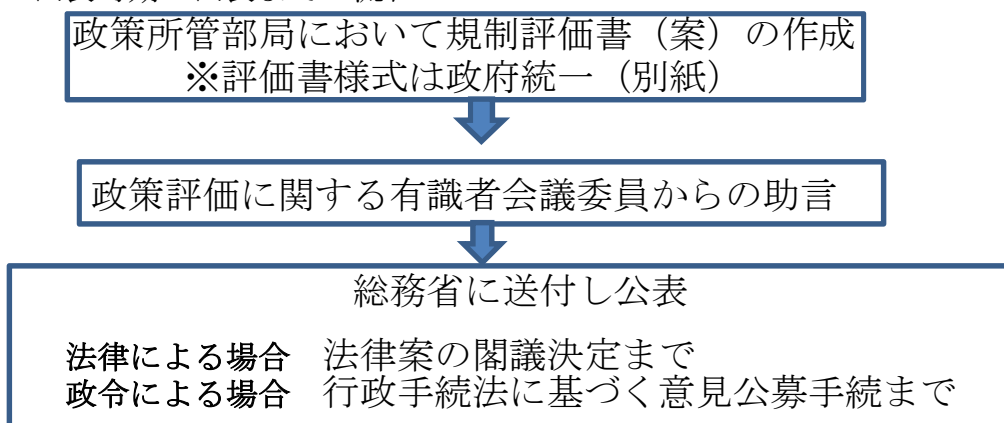 政策所管部局において規制評価書（案）の作成
※評価書様式は政府統一（別紙）
政策評価に関する有識者会議委員からの助言
総務省に送付し公表
法律による場合　法律案の閣議決定まで
政令による場合　行政手続法に基づく意見公募手続まで